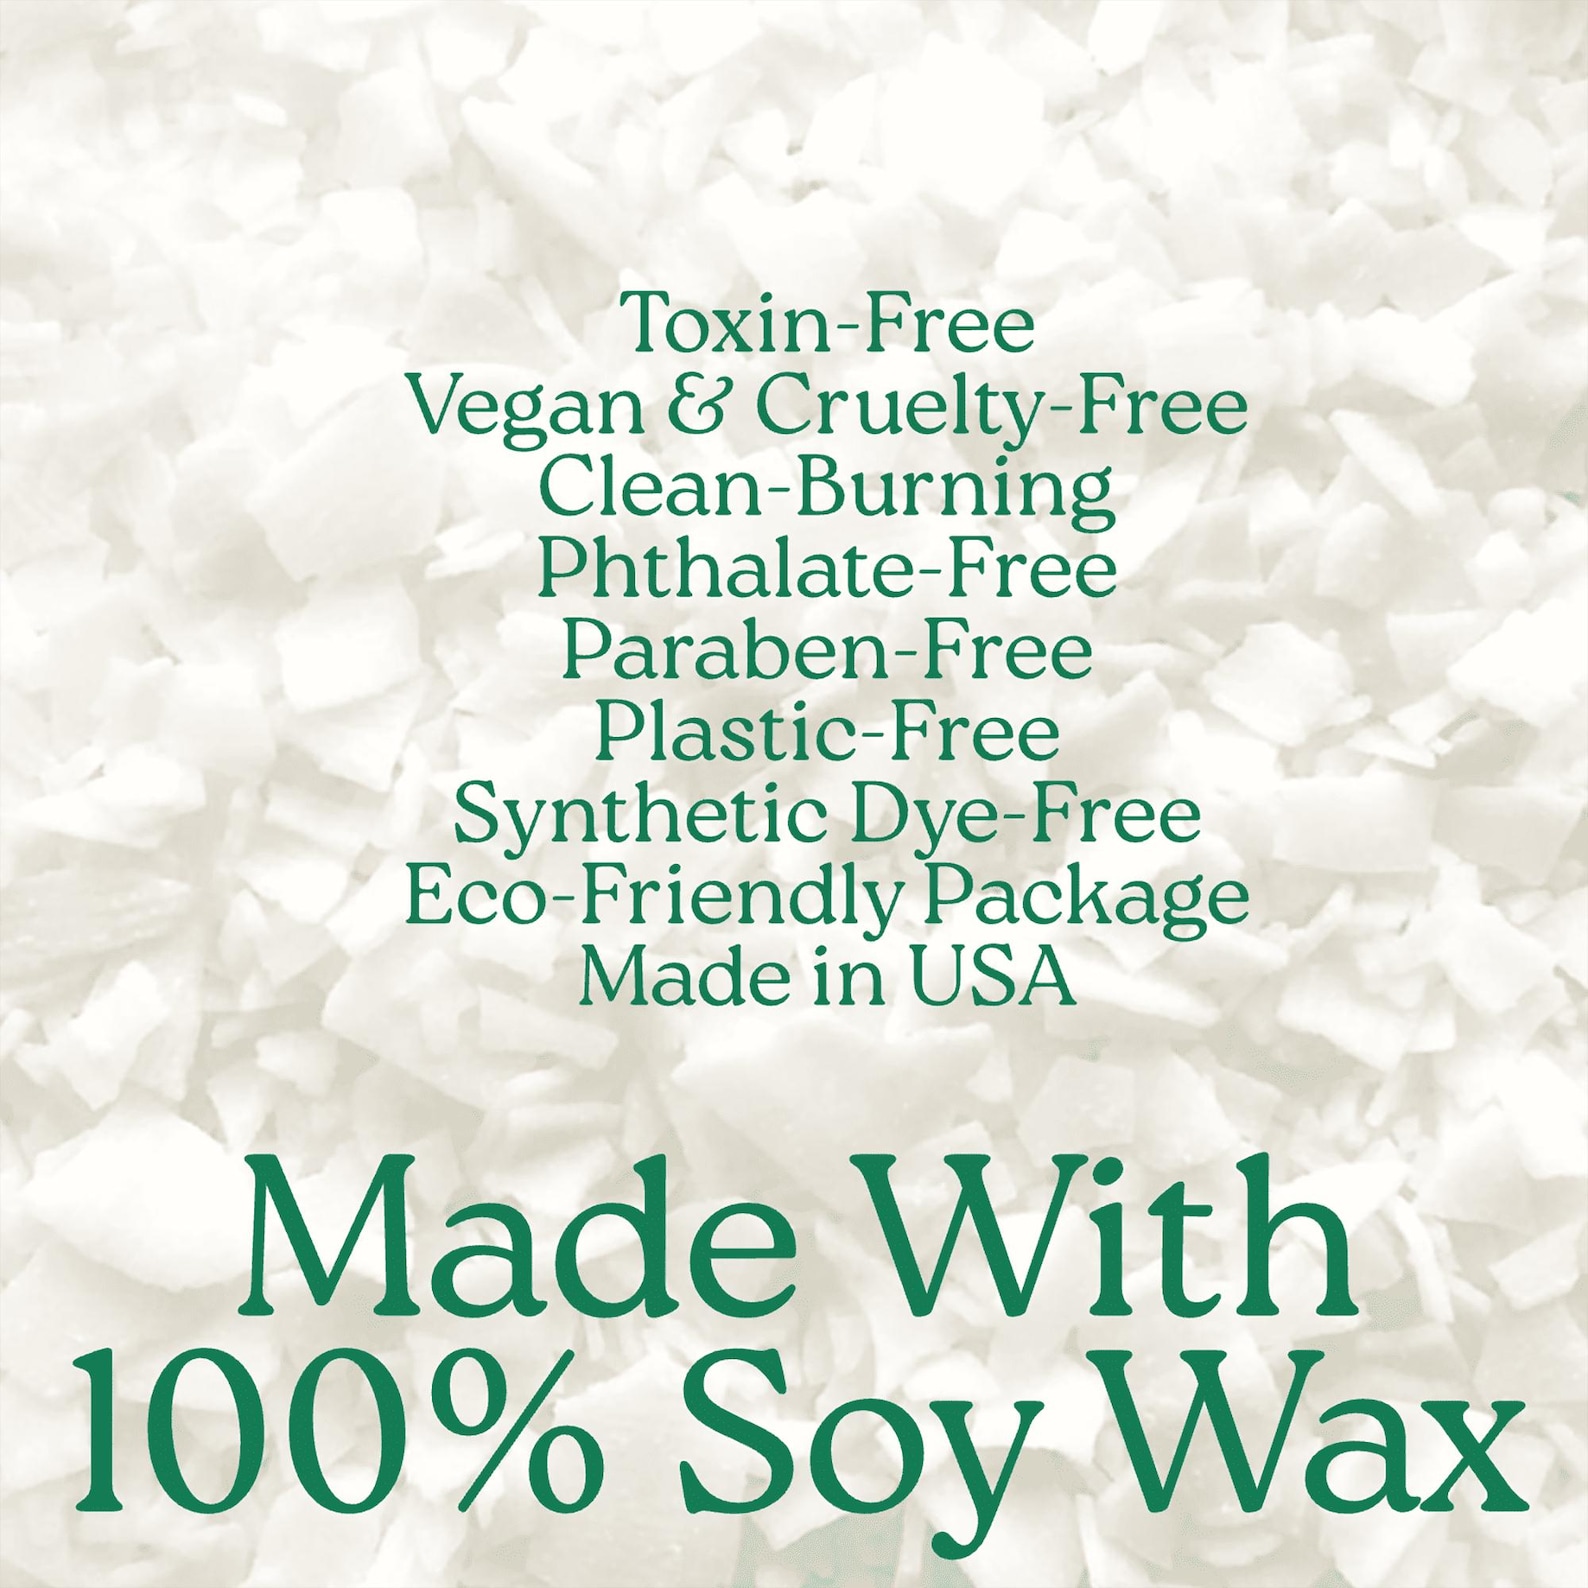 Toxin-Free
Vegan & Cruelty-Free
Clean-Burning
Phthalate-Free
Paraben-Free
Plastic-Free
Synthetic Dye-Free
Eco-Friendly Package
Made in USA
Made With
100% Soy Wax